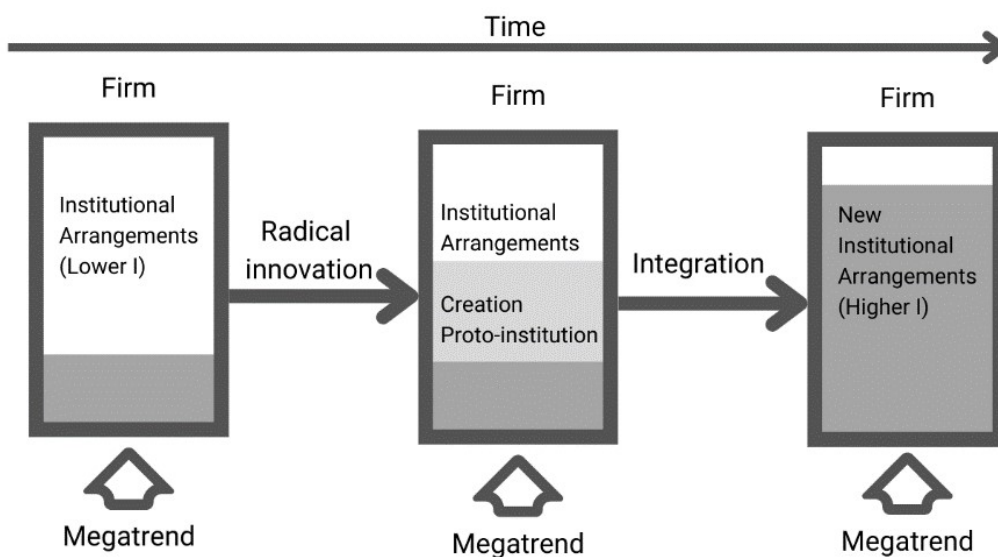 Time
Firm
Firm
Firm
Institutional
Arrangements
(Lower I)
Radical
innovation
Institutional
Arrangements
Creation
Proto-institution
Integration
New
Institutional
Arrangements
(Higher I)
Megatrend
Megatrend
Megatrend